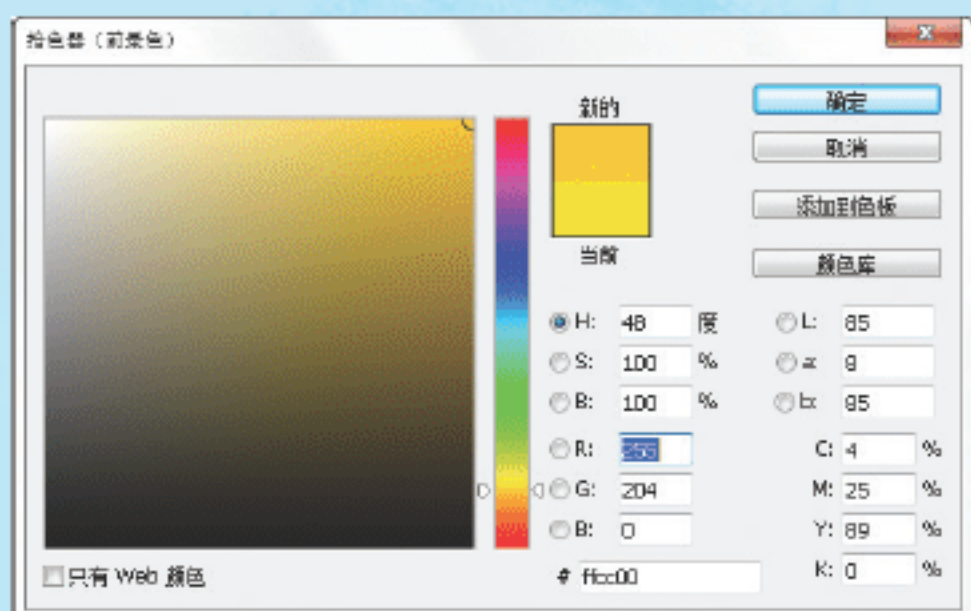 拾色器（前景色）
新的
当前
确定
取消
添加到色板
颜色库
H: 48 度
S: 100 %
B: 100 %
R: 255
G: 204
B: 0
# ffcc00
L: 85
a: 9
b: 85
C: 4 %
M: 25 %
Y: 89 %
K: 0 %
只有 Web 颜色